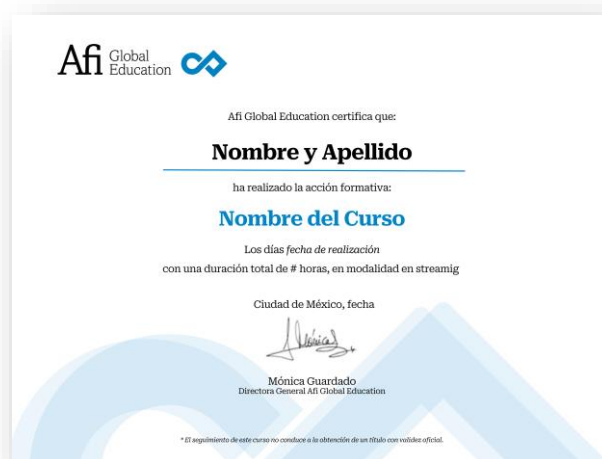 Afi Global
Education
Afi Global Education certifica que:
Nombre y Apellido
ha realizado la acción formativa:
Nombre del Curso
Los días fecha de realización
con una duración total de # horas, en modalidad en streamig
Ciudad de México, fecha
Mónica
Mónica Guardado
Directora General Afi Global Education
* El seguimiento de este curso no conduce a la obtención de un título con validez oficial.